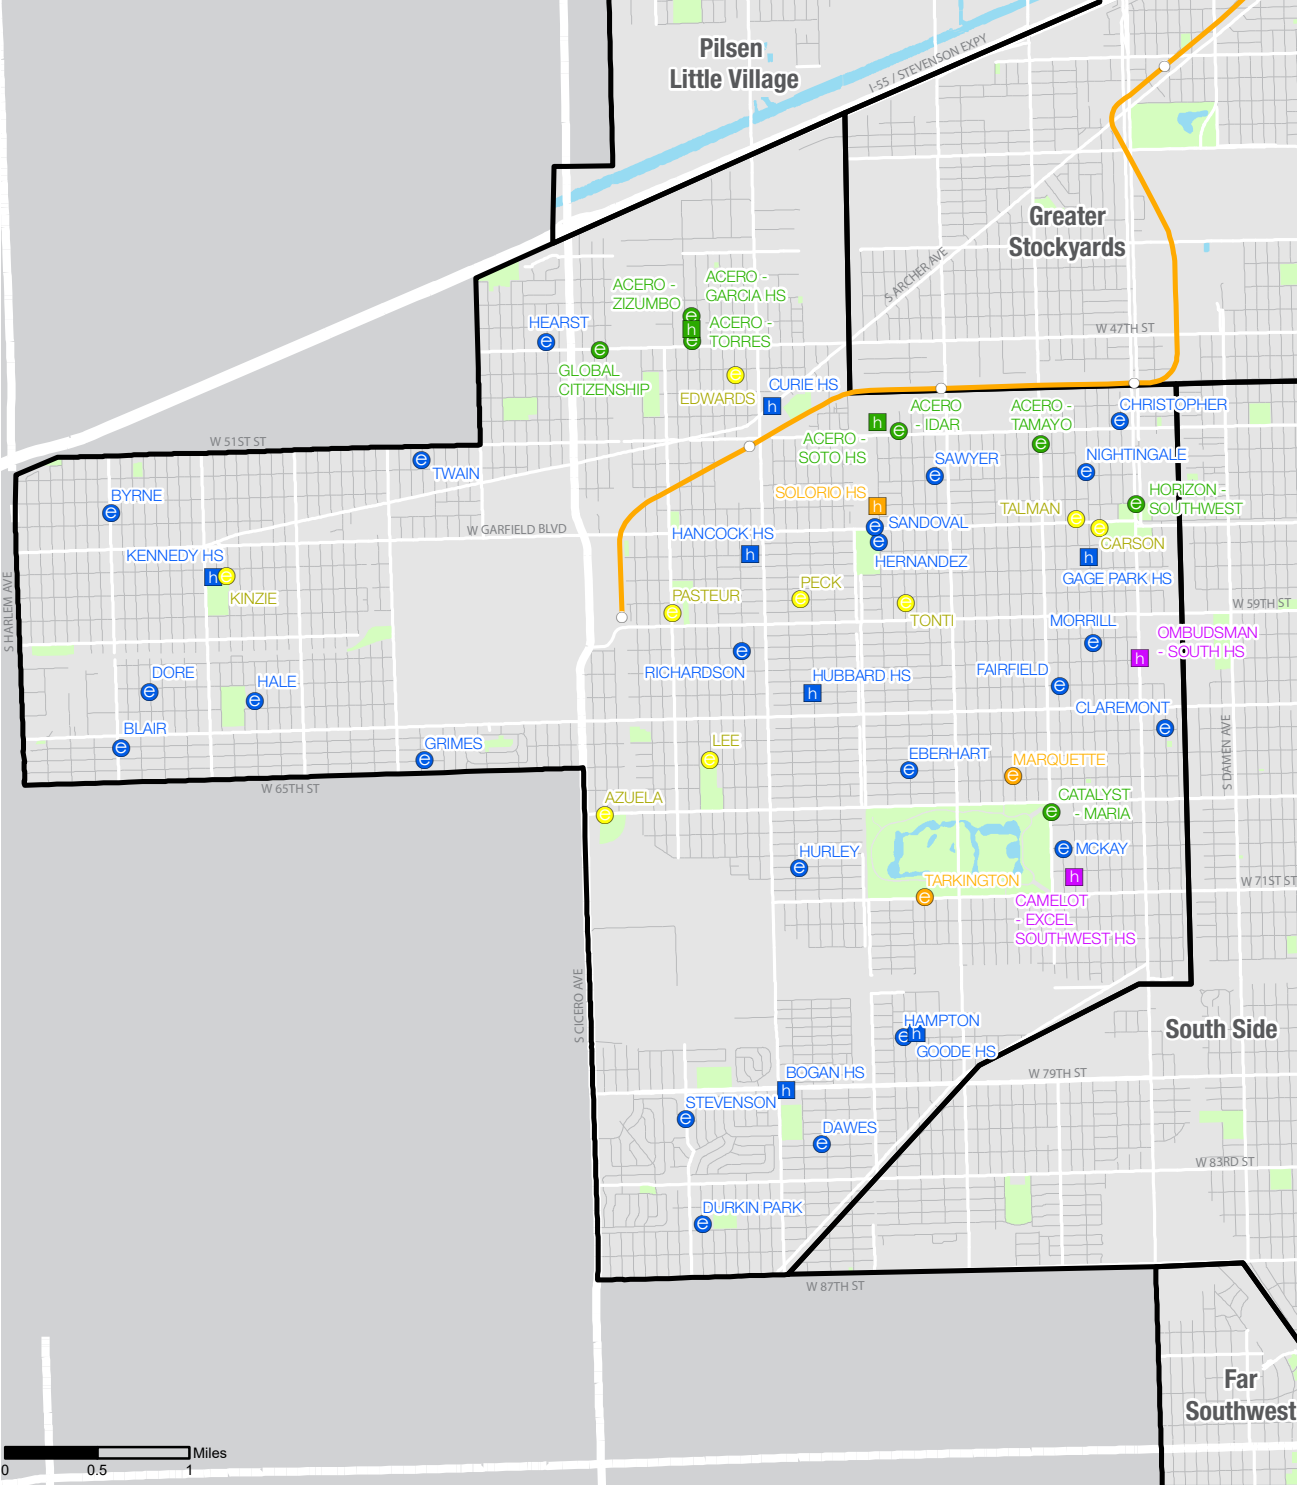 Pilsen
Little Village
I-55 / STEVENSON EXPY
Greater
Stockyards
S ARCHER AVE
ACERO -
ZIZUMBO
ACERO -
GARCIA HS
HEARST
e
e
h
e
ACERO -
TORRES
W 47TH ST
e
GLOBAL
CITIZENSHIP
e
EDWARDS
CURIE HS
h
ACERO
- IDAR
ACERO -
TAMAYO
CHRISTOPHER
e
h
e
ACERO -
SOTO HS
e
W 51ST ST
e
TWAIN
SAWYER
e
NIGHTINGALE
e
BYRNE
e
SOLORIO HS
h
HORIZON -
SOUTHWEST
e
TALMAN
e
e
CARSON
W GARFIELD BLVD
HANCOCK HS
h
e
SANDOVAL
e
HERNANDEZ
KENNEDY HS
h
e
KINZIE
h
GAGE PARK HS
PECK
e
PASTEUR
e
e
TONTI
W 59TH ST
S HARLEM AVE
MORRILL
e
OMBUDSMAN
- SOUTH HS
h
RICHARDSON
e
DORE
e
HALE
e
HUBBARD HS
h
FAIRFIELD
e
CLAREMONT
e
BLAIR
e
GRIMES
e
LEE
e
EBERHART
e
MARQUETTE
e
S DAMEN AVE
W 65TH ST
AZUELA
e
CATALYST
- MARIA
e
HURLEY
e
e
MCKAY
TARKINGTON
e
h
CAMELOT
- EXCEL
SOUTHWEST HS
W 71ST ST
S CICERO AVE
HAMPTON
e
h
GOODE HS
South Side
BOGAN HS
h
W 79TH ST
STEVENSON
e
DAWES
e
W 83RD ST
DURKIN PARK
e
W 87TH ST
Far
Southwest
Miles
0
0.5
1